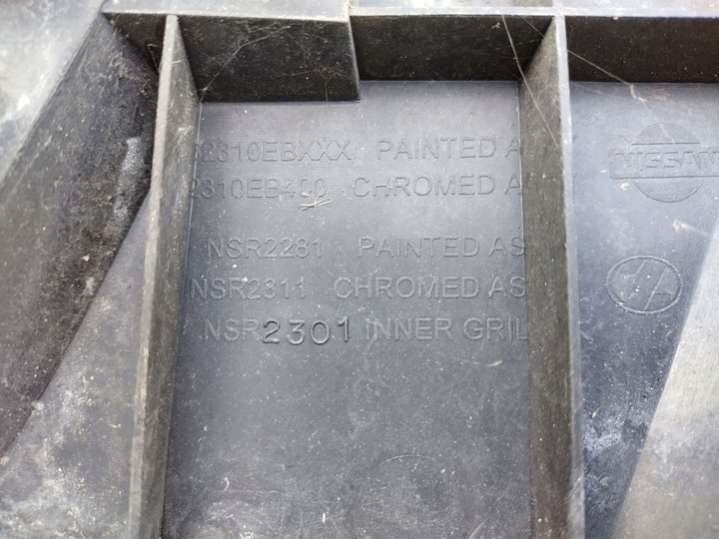 2310EBXXX PAINTED A
2310EB400 CHROMED A
NSR2281 PAINTED AS
NSR2311 CHROMED AS
NSR2301 INNER GRIL
NISSAN